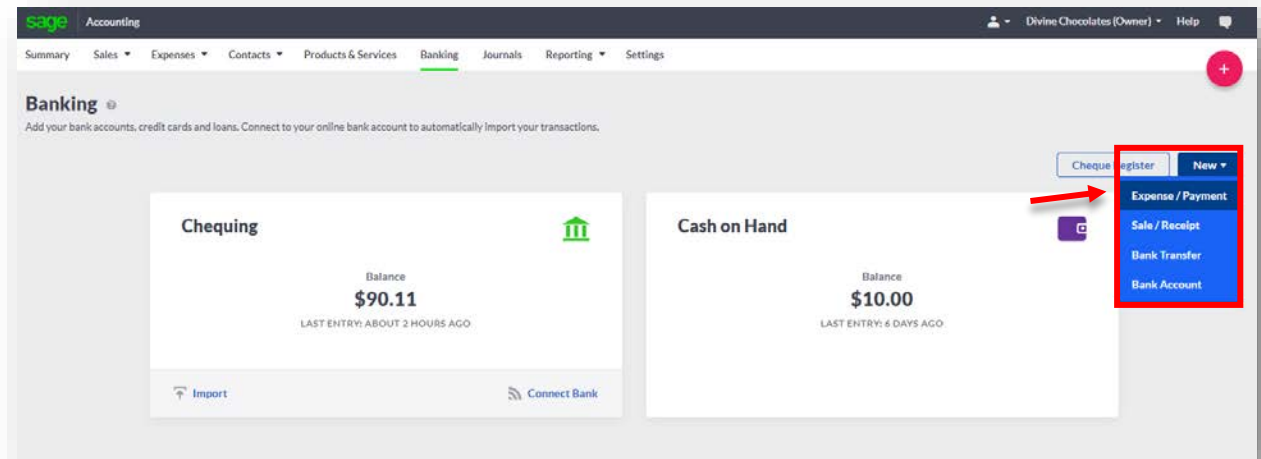 sage Accounting Divine Chocolates (Owner) Help
Summary Sales Expenses Contacts Products & Services Banking Journals Reporting Settings
+
Banking
Add your bank accounts, credit cards and loans. Connect to your online bank account to automatically import your transactions.
Cheque Register New
Expense / Payment
Sale / Receipt
Bank Transfer
Bank Account
Chequing
Balance
$90.11
LAST ENTRY: ABOUT 2 HOURS AGO
Import Connect Bank
Cash on Hand
Balance
$10.00
LAST ENTRY: 6 DAYS AGO